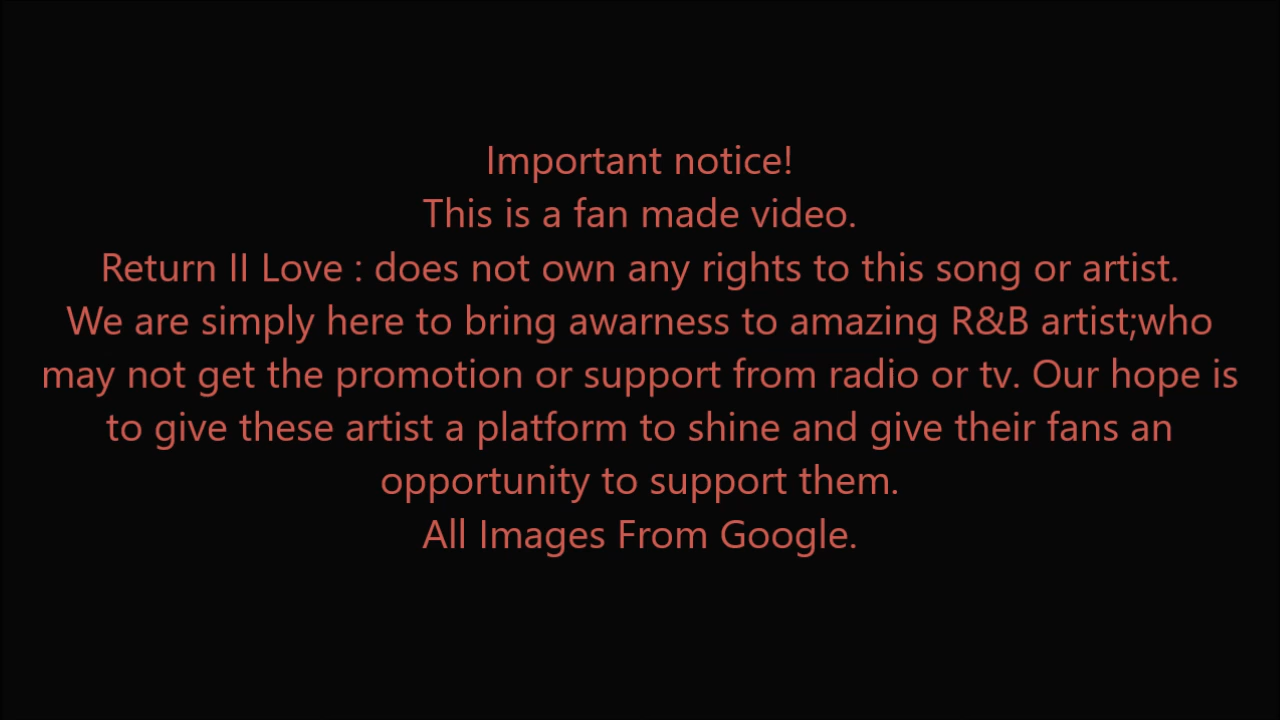 Important notice!
This is a fan made video.
Return II Love : does not own any rights to this song or artist.
We are simply here to bring awarness to amazing R&B artist;who
may not get the promotion or support from radio or tv. Our hope is
to give these artist a platform to shine and give their fans an
opportunity to support them.
All Images From Google.